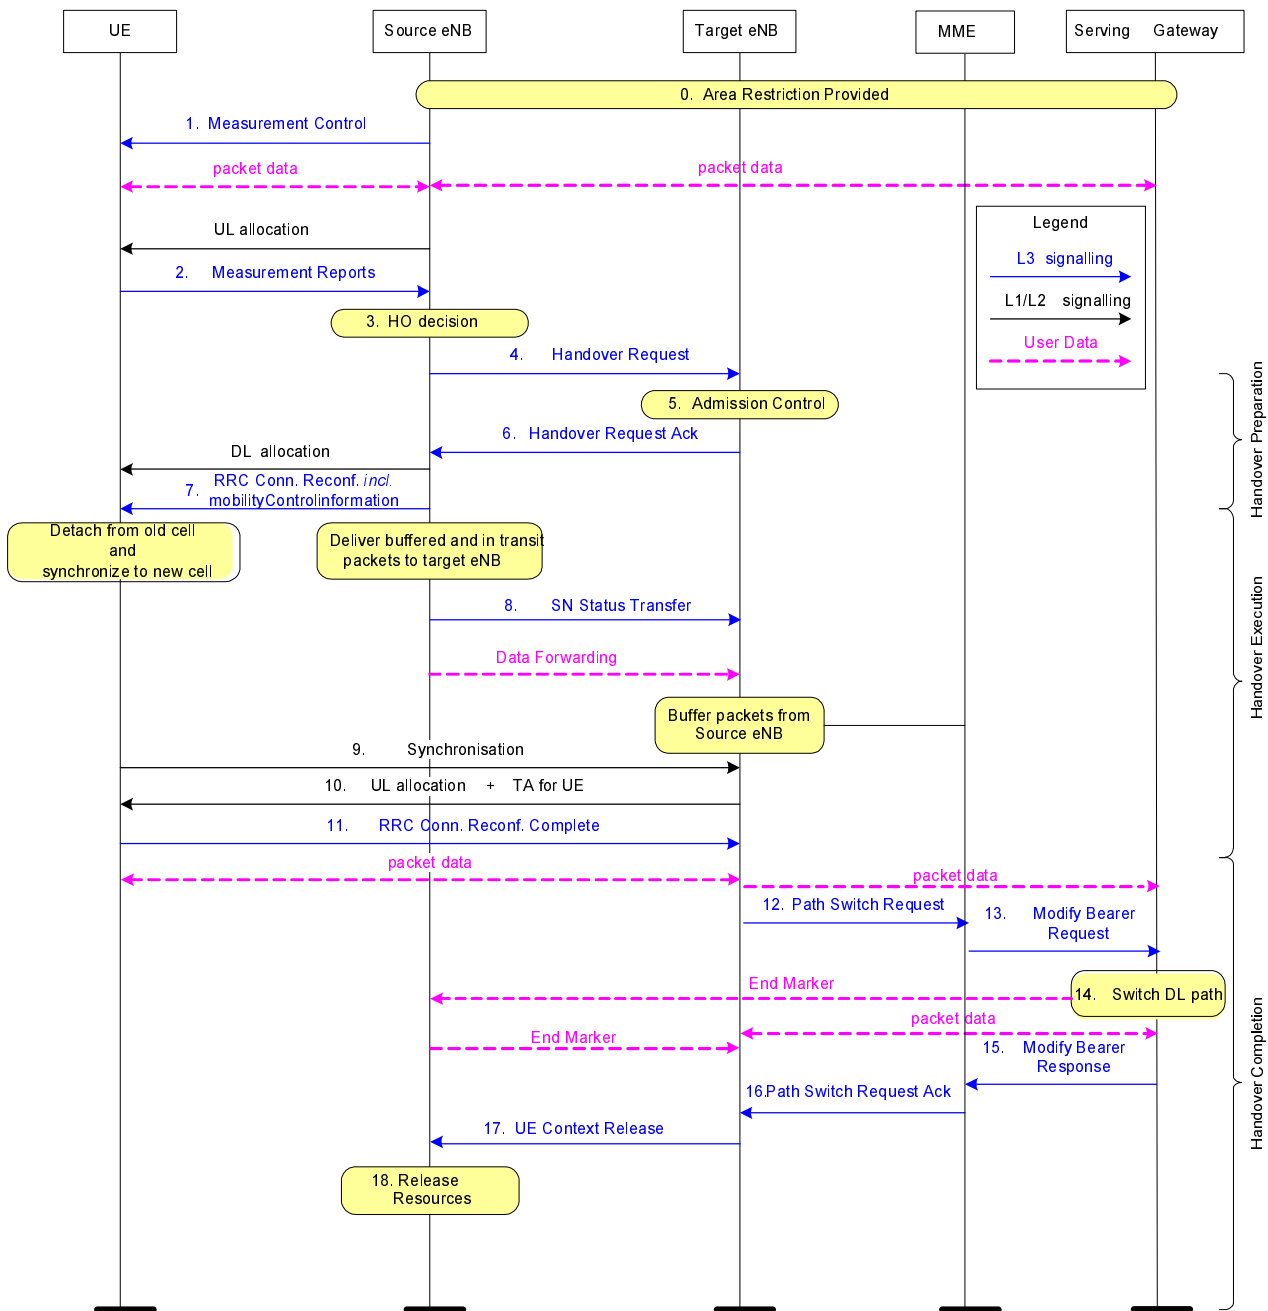 UE
Source eNB
Target eNB
MME
Serving Gateway
0. Area Restriction Provided
1. Measurement Control
packet data
packet data
UL allocation
Legend
L3 signalling
L1/L2 signalling
User Data
2. Measurement Reports
3. HO decision
4. Handover Request
5. Admission Control
6. Handover Request Ack
DL allocation
7. RRC Conn. Reconf. incl.
mobilityControlinformation
Handover Preparation
Detach from old cell
and
synchronize to new cell
Deliver buffered and in transit
packets to target eNB
8. SN Status Transfer
Data Forwarding
Buffer packets from
Source eNB
9. Synchronisation
10. UL allocation + TA for UE
11. RRC Conn. Reconf. Complete
Handover Execution
packet data
packet data
12. Path Switch Request
13. Modify Bearer
Request
End Marker
14. Switch DL path
packet data
End Marker
15. Modify Bearer
Response
16.Path Switch Request Ack
17. UE Context Release
18. Release
Resources
Handover Completion